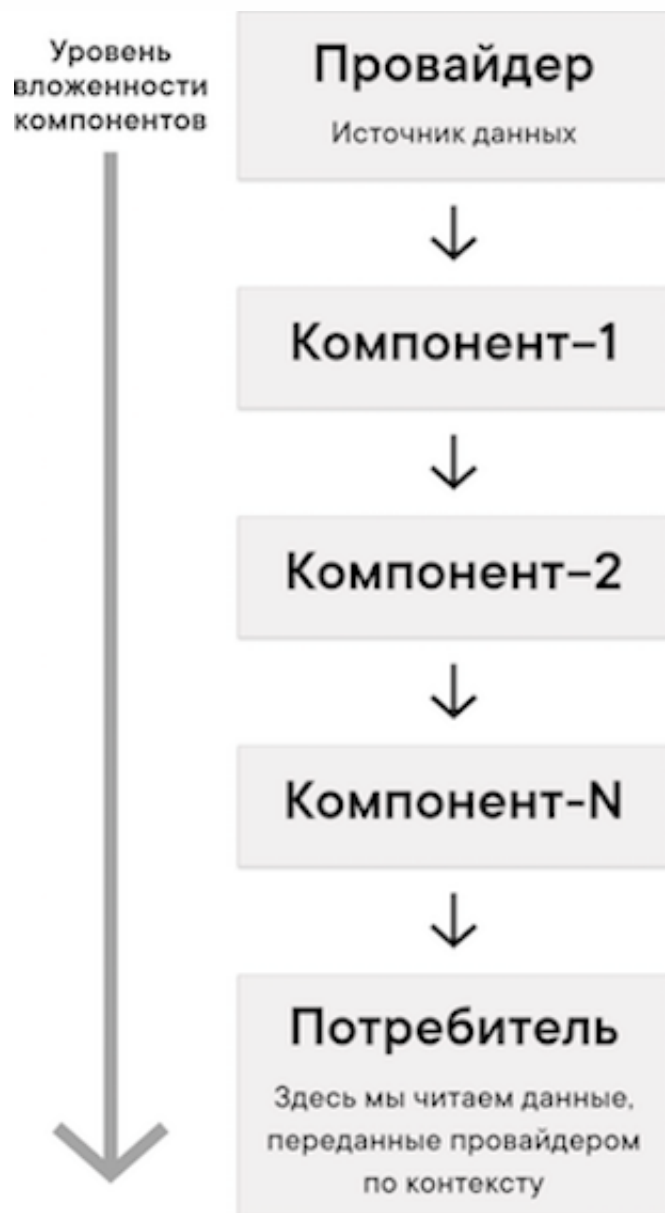 Уровень
вложенности
компонентов
Провайдер
Источник данных
Компонент–1
Компонент–2
Компонент-N
Потребитель
Здесь мы читаем данные,
переданные провайдером
по контексту